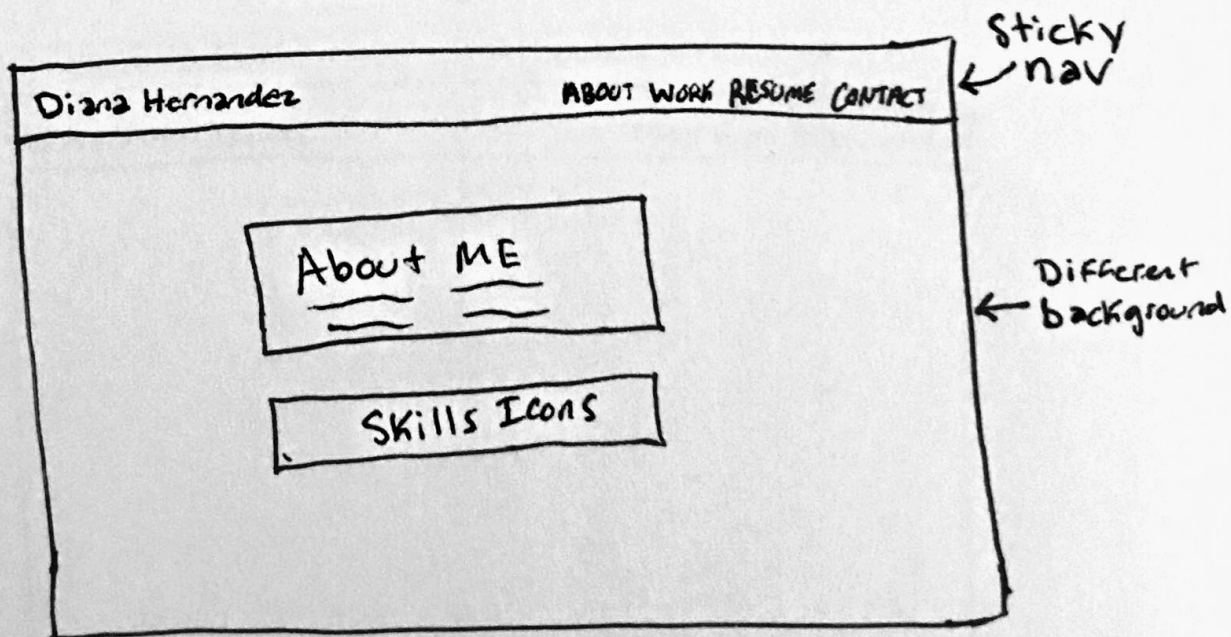 Sticky
nav
Diana Hernandez
ABOUT WORK RESUME CONTACT
About ME
Different
background
Skills Icons